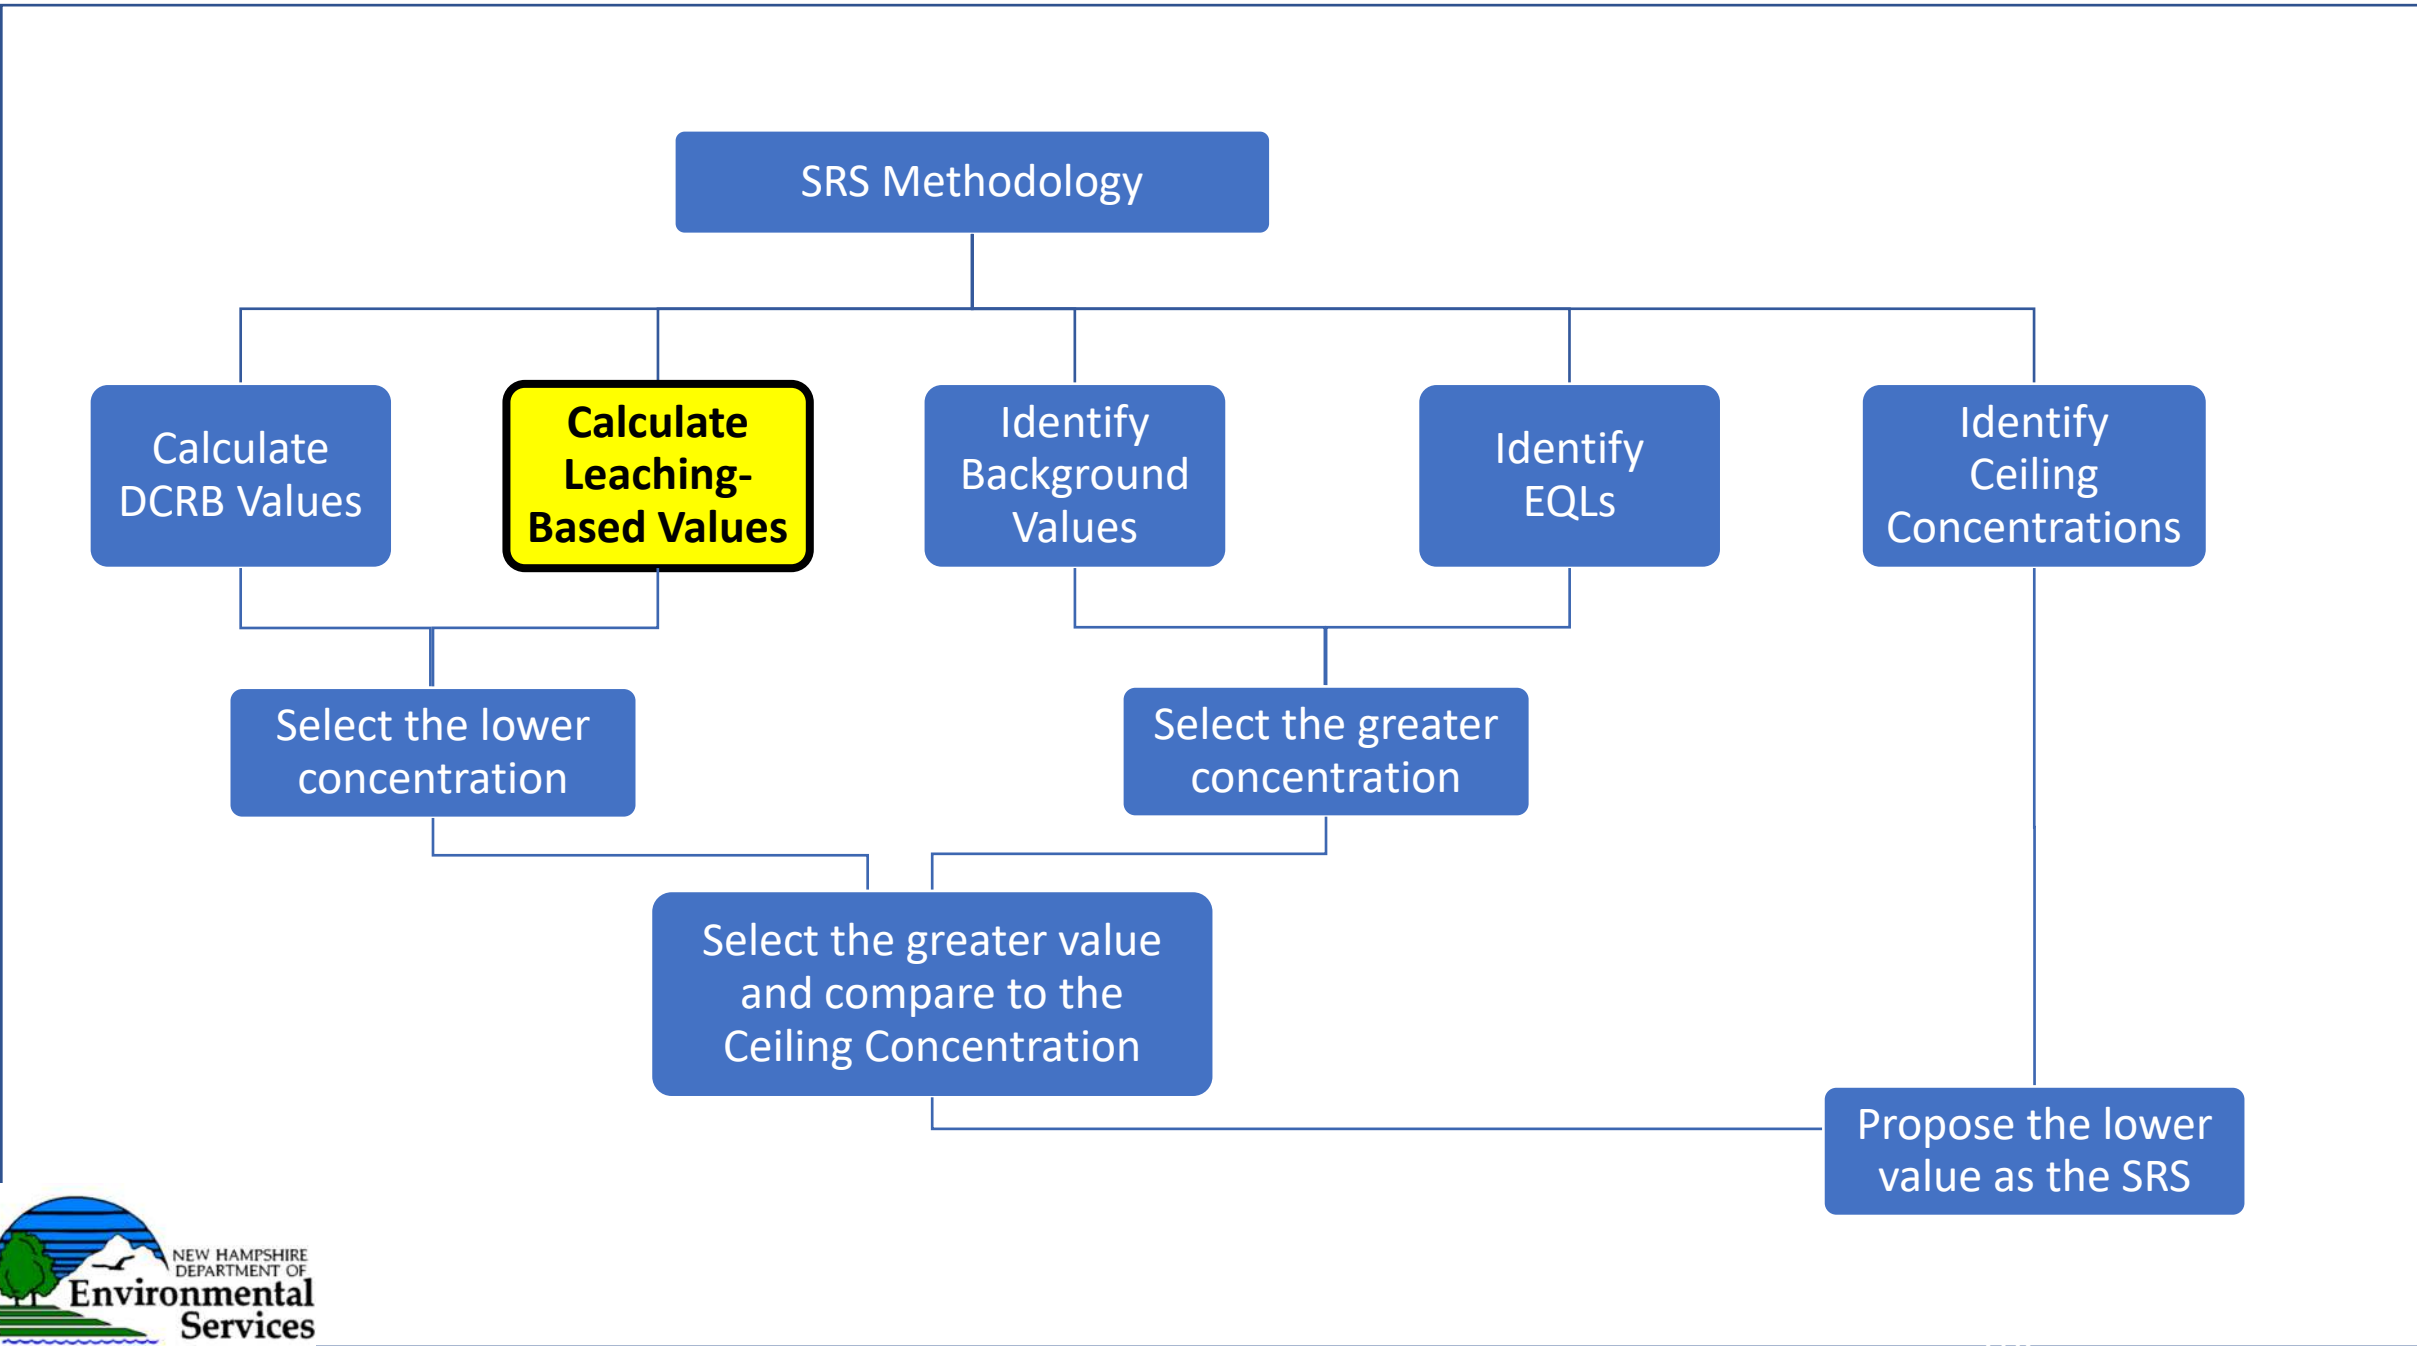 SRS Methodology
Calculate
DCRB Values
Calculate
Leaching-
Based Values
Identify
Background
Values
Identify
EQLs
Identify
Ceiling
Concentrations
Select the lower
concentration
Select the greater
concentration
Select the greater value
and compare to the
Ceiling Concentration
Propose the lower
value as the SRS
NEW HAMPSHIRE
DEPARTMENT OF
Environmental
Services